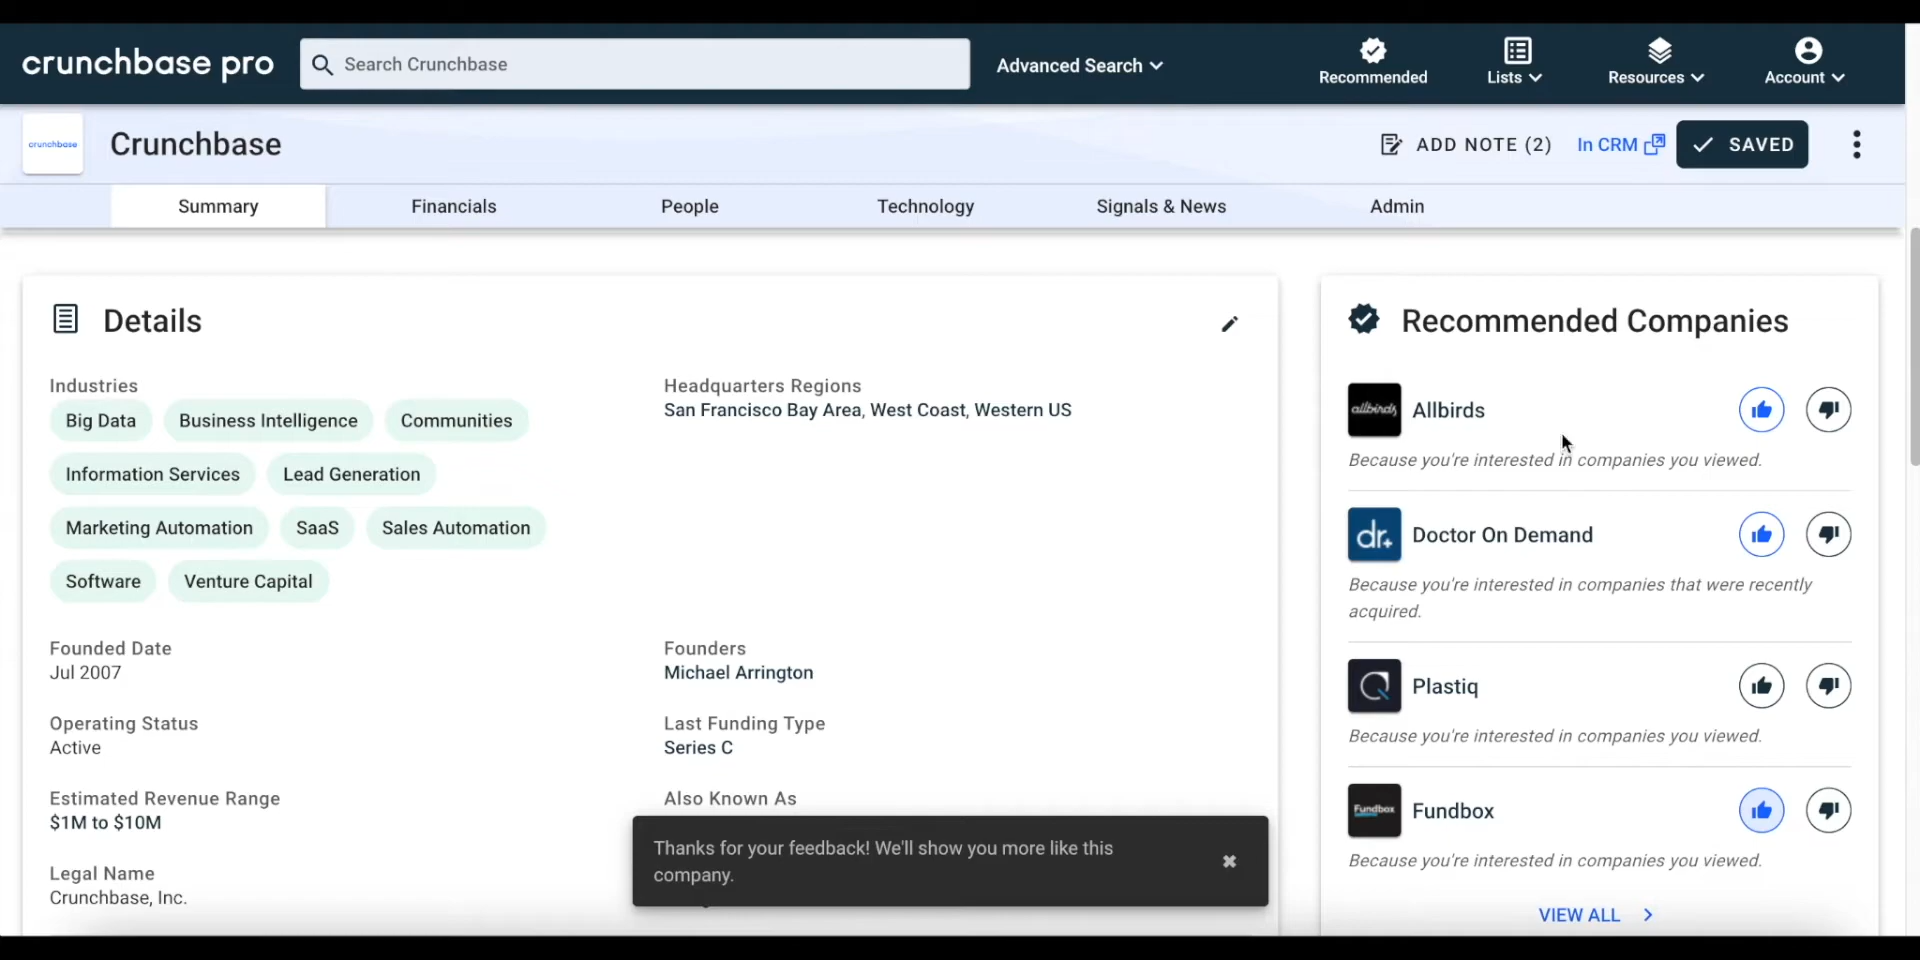 crunchbase pro
Search Crunchbase
Advanced Search
Recommended
Lists
Resources
Account
crunchbase
Crunchbase
ADD NOTE (2)
In CRM
SAVED
Summary
Financials
People
Technology
Signals & News
Admin
Details
Industries
Big Data
Business Intelligence
Communities
Information Services
Lead Generation
Marketing Automation
SaaS
Sales Automation
Software
Venture Capital
Headquarters Regions
San Francisco Bay Area, West Coast, Western US
Founded Date
Jul 2007
Founders
Michael Arrington
Operating Status
Active
Last Funding Type
Series C
Estimated Revenue Range
$1M to $10M
Also Known As
Legal Name
Crunchbase, Inc.
Thanks for your feedback! We'll show you more like this
company.
Recommended Companies
allbirds
Allbirds
Because you're interested in companies you viewed.
dr+
Doctor On Demand
Because you're interested in companies that were recently
acquired.
Plastiq
Because you're interested in companies you viewed.
Fundbox
Fundbox
Because you're interested in companies you viewed.
VIEW ALL